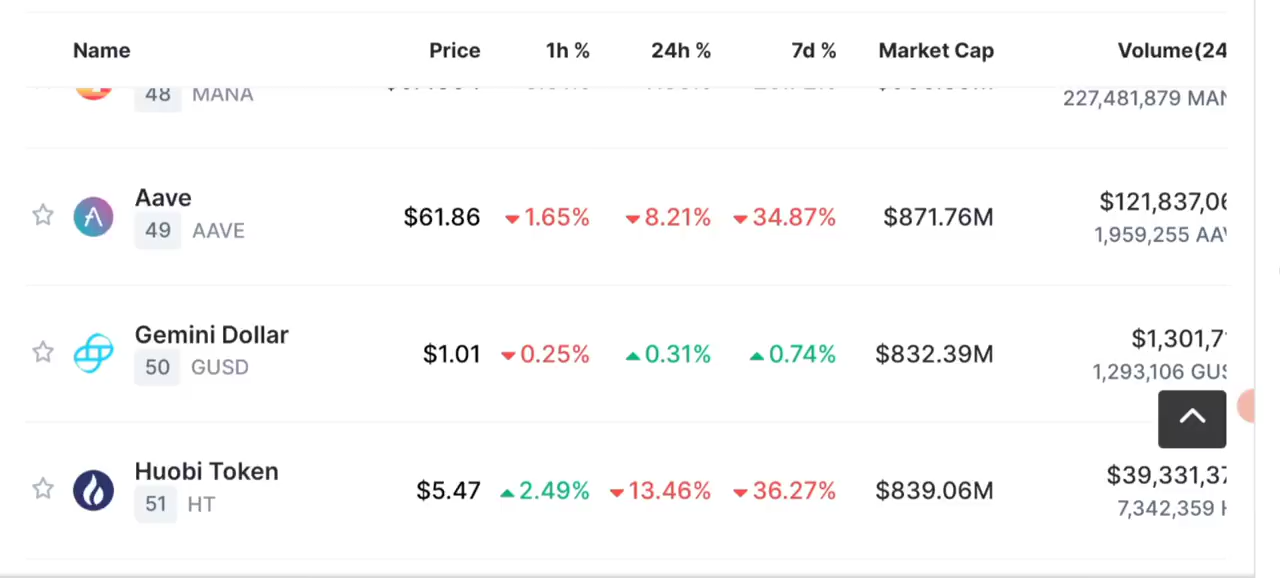 Name Price 1h % 24h % 7d % Market Cap Volume(24
48 MANA
227,481,879 MAN
Aave
49 AAVE
$61.86 1.65% 8.21% 34.87% $871.76M
$121,837,06
1,959,255 AAV
Gemini Dollar
50 GUSD
$1.01 0.25% 0.31% 0.74% $832.39M
$1,301,7
1,293,106 GUS
Huobi Token
51 HT
$5.47 2.49% 13.46% 36.27% $839.06M
$39,331,37
7,342,359